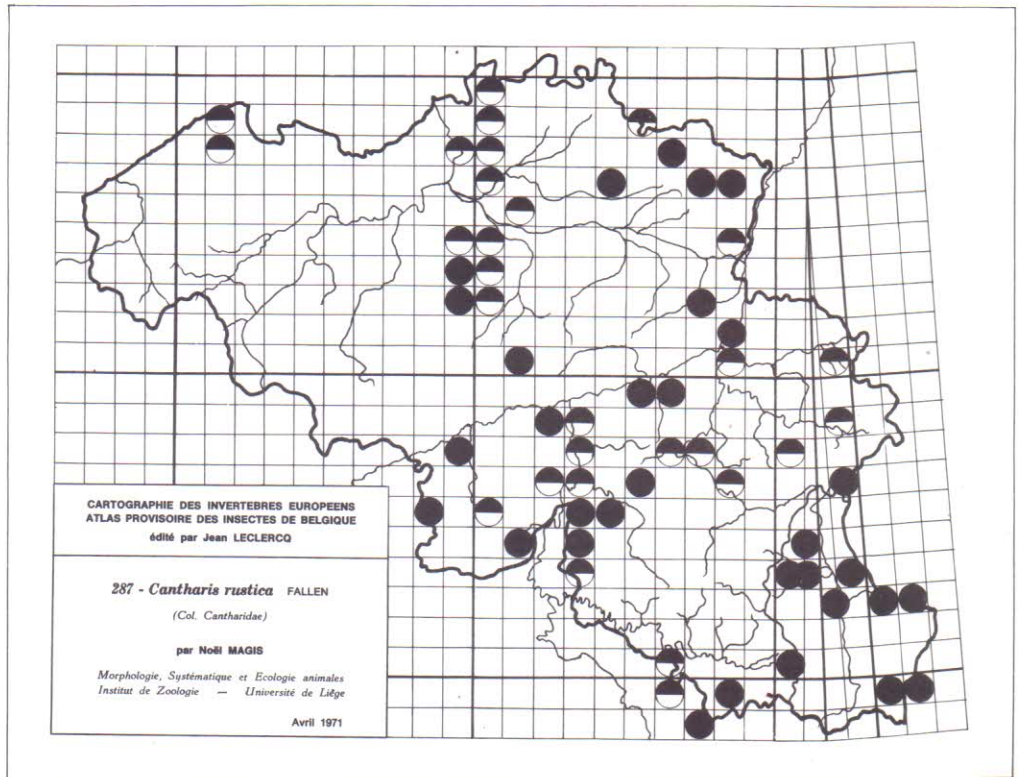 CARTOGRAPHIE DES INVERTEBRES EUROPEENS
ATLAS PROVISOIRE DES INSECTES DE BELGIQUE
édité par Jean LECLERCQ
287 - Cantharis rustica FALLEN
(Col. Cantharidae)
par Noël MAGIS
Morphologie, Systématique et Ecologie animales
Institut de Zoologie — Université de Liège
Avril 1971